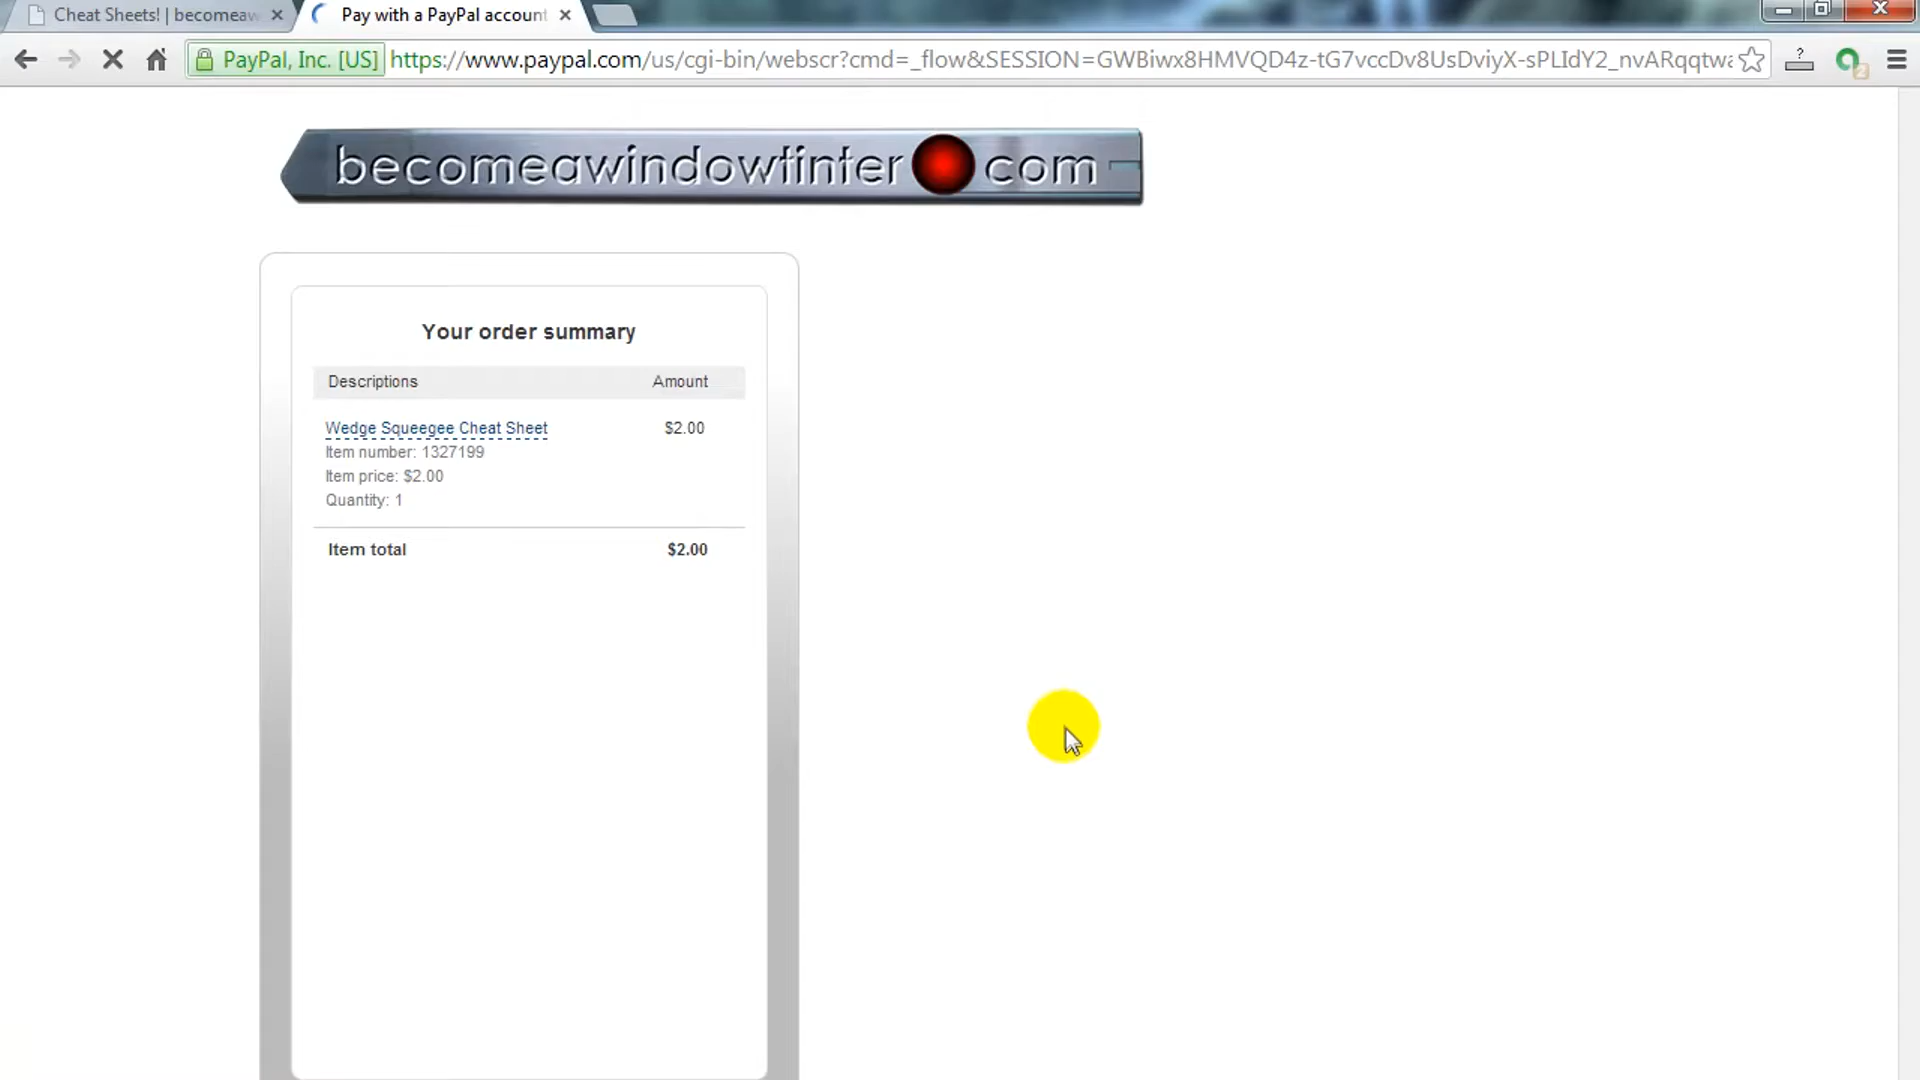 Cheat Sheets! | becomeaw
Pay with a PayPal account
PayPal, Inc. [US]
https://www.paypal.com/us/cgi-bin/webscr?cmd=_flow&SESSION=GWBiwx8HMVQD4z-tG7vccDv8UsDviyX-sPLIdY2_nvARqqtwa
becomeawindowtinter com
Your order summary
Descriptions Amount
Wedge Squeegee Cheat Sheet $2.00
Item number: 1327199
Item price: $2.00
Quantity: 1
Item total $2.00